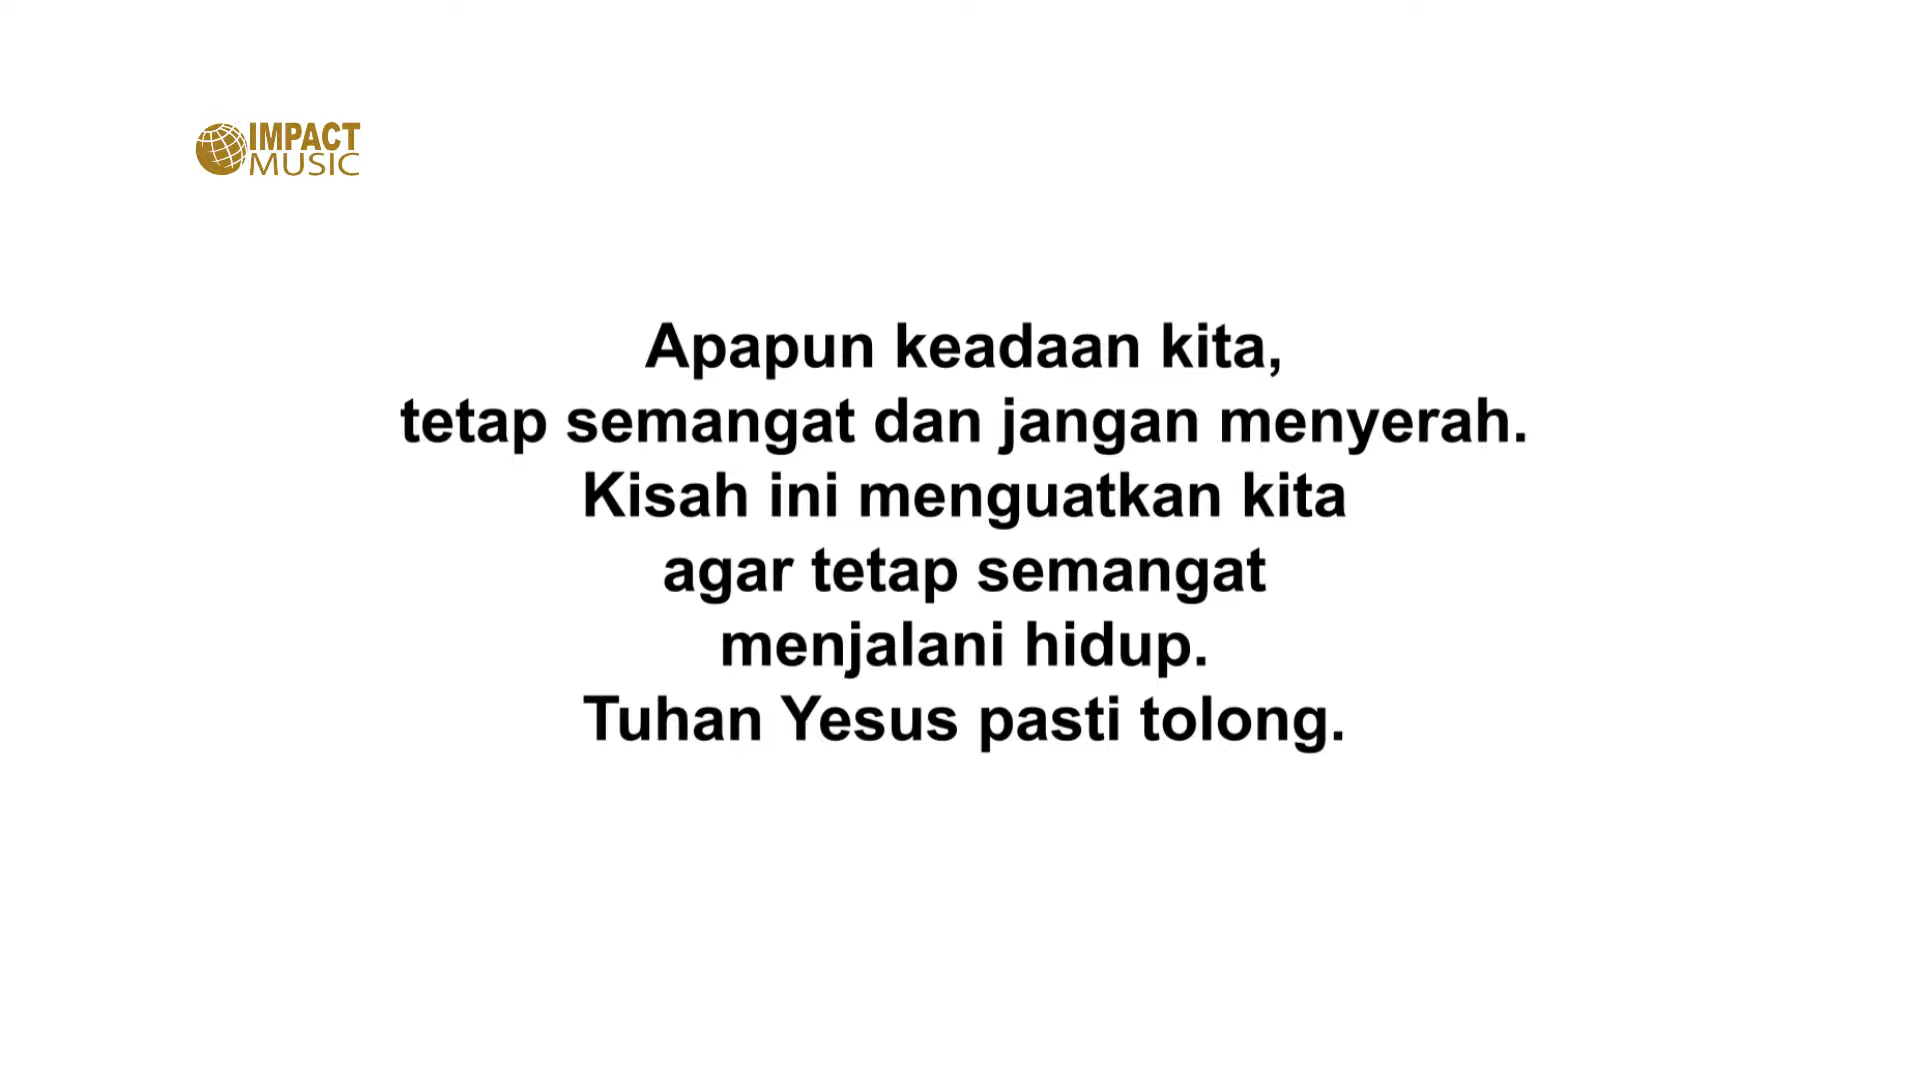 IMPACT
MUSIC
Apapun keadaan kita,
tetap semangat dan jangan menyerah.
Kisah ini menguatkan kita
agar tetap semangat
menjalani hidup.
Tuhan Yesus pasti tolong.